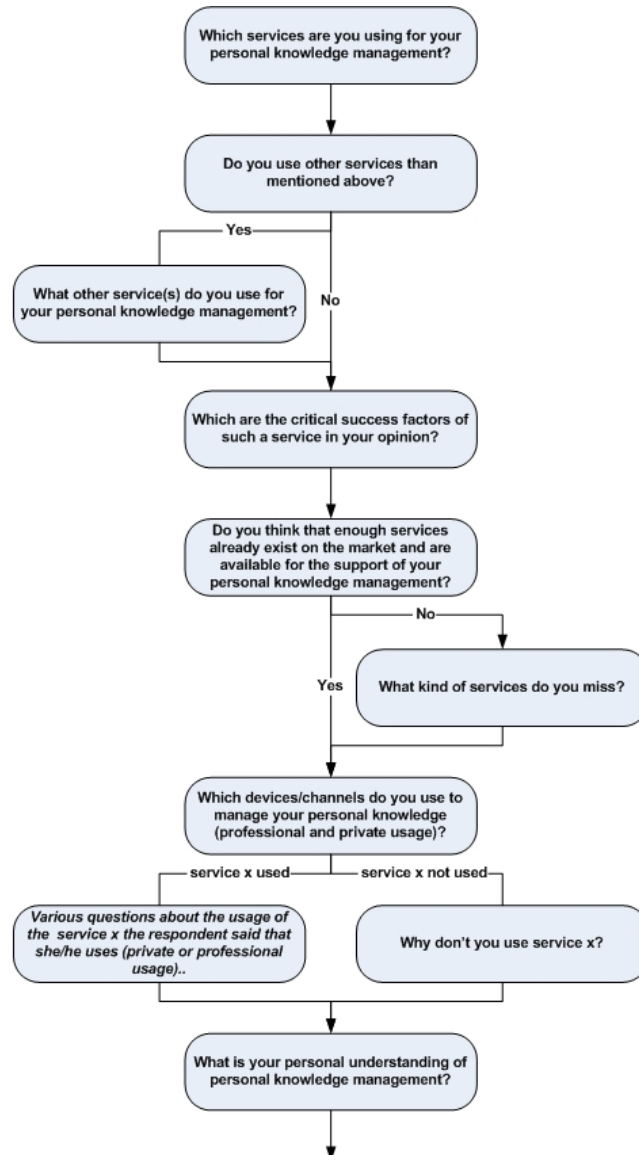 Which services are you using for your
personal knowledge management?
Do you use other services than
mentioned above?
Yes
What other service(s) do you use for
your personal knowledge management?
No
Which are the critical success factors of
such a service in your opinion?
Do you think that enough services
already exist on the market and are
available for the support of your
personal knowledge management?
No
Yes
What kind of services do you miss?
Which devices/channels do you use to
manage your personal knowledge
(professional and private usage)?
service x used
service x not used
Various questions about the usage of
the service x the respondent said that
she/he uses (private or professional
usage)..
Why don't you use service x?
What is your personal understanding of
personal knowledge management?